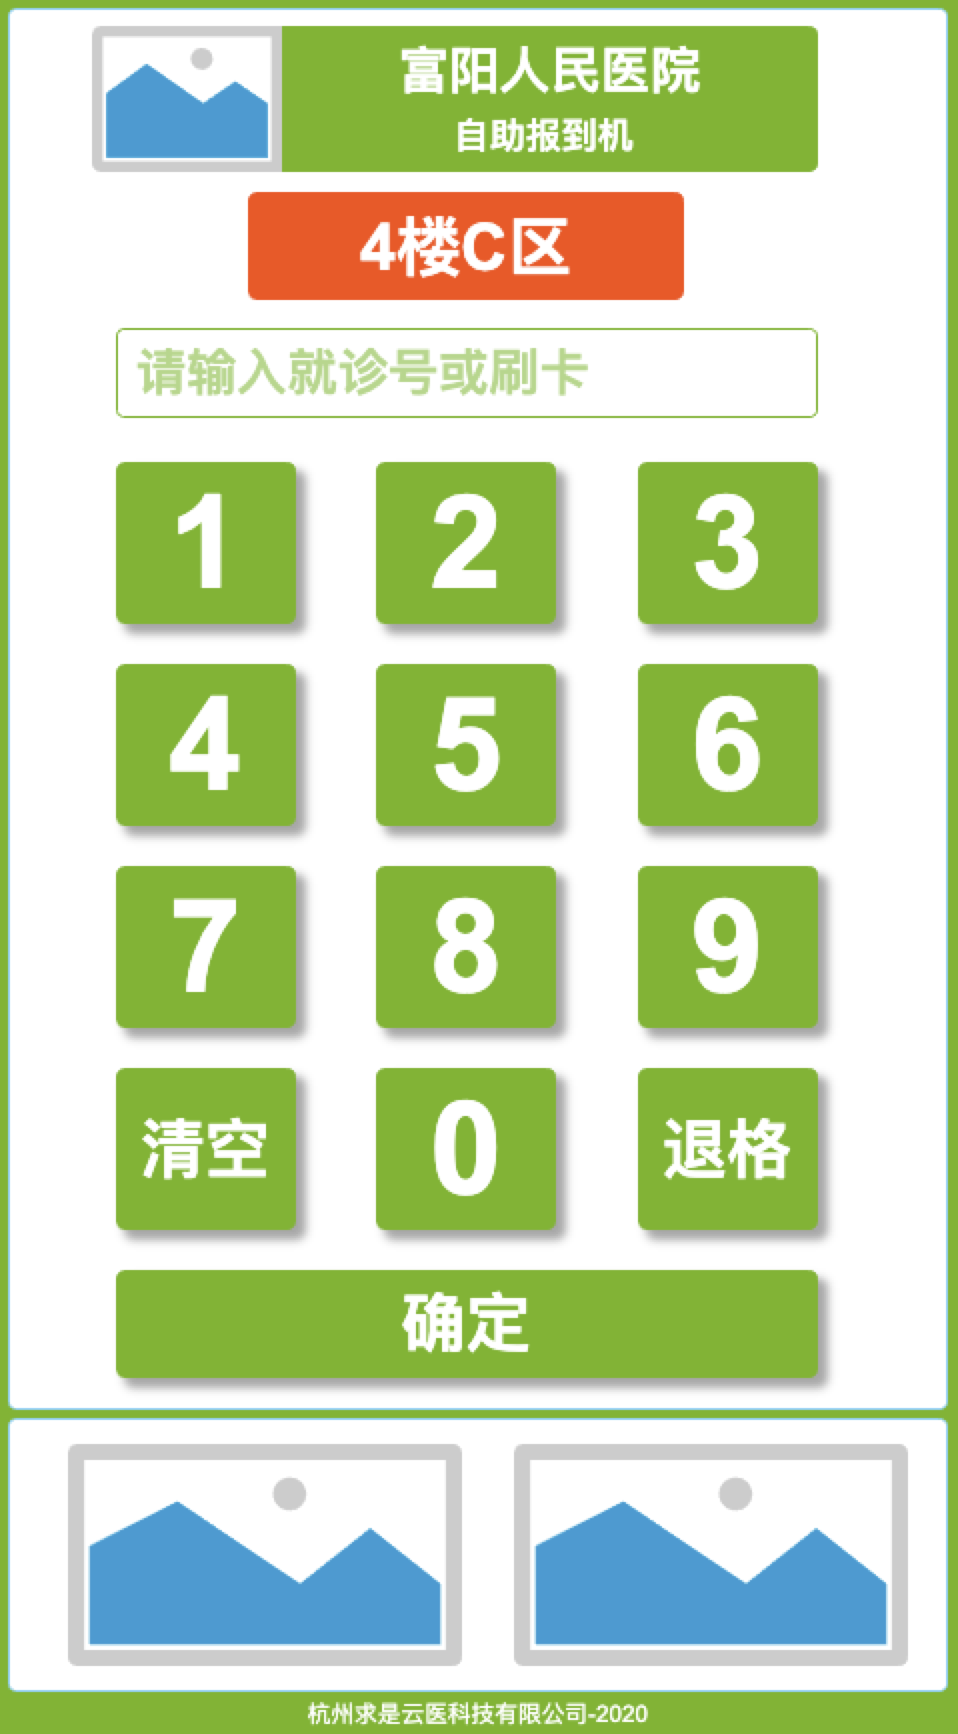 富阳人民医院
自助报到机
4楼C区
请输入就诊号或刷卡
1 2 3
4 5 6
7 8 9
清空 0 退格
确定
杭州求是云医科技有限公司-2020